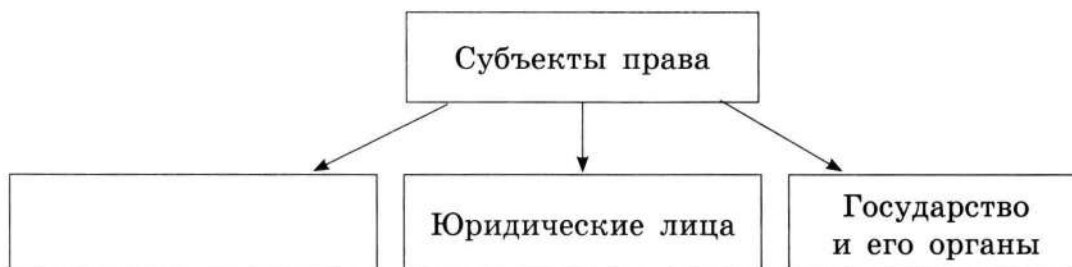 Субъекты права
Юридические лица
Государство
и его органы